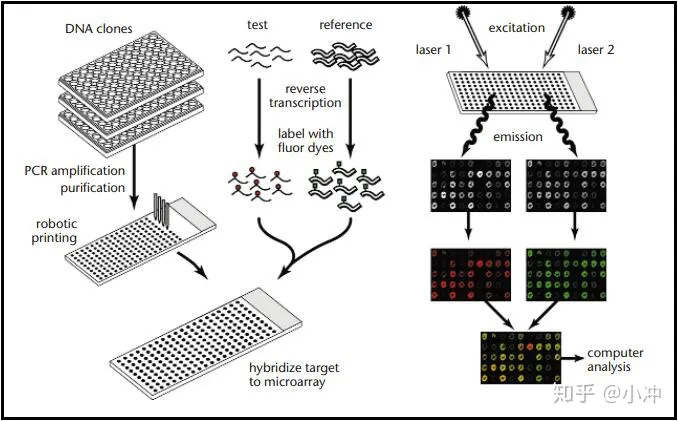 DNA clones
test
reference
reverse
transcription
label with
fluor dyes
PCR amplification
purification
robotic
printing
hybridize target
to microarray
excitation
laser 1
laser 2
emission
computer
analysis
知乎 @小冲